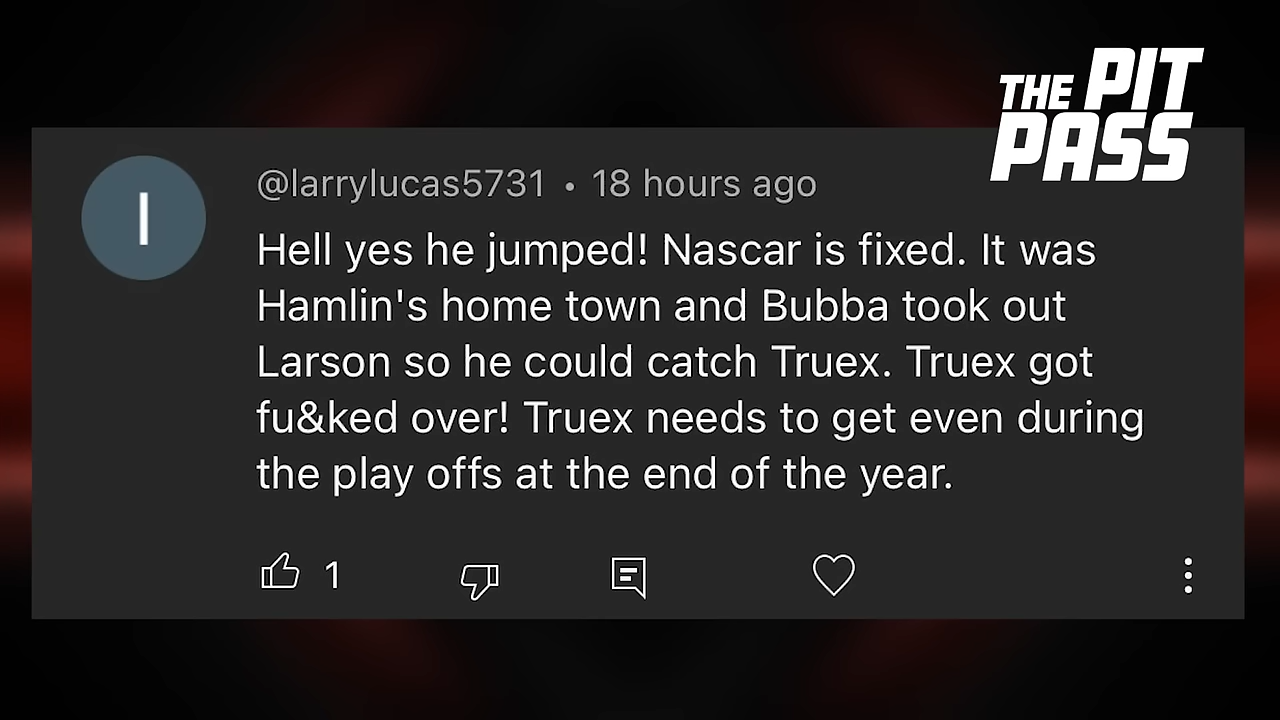 THE PIT
PASS
l
@larrylucas5731 • 18 hours ago
Hell yes he jumped! Nascar is fixed. It was
Hamlin's home town and Bubba took out
Larson so he could catch Truex. Truex got
fu&ked over! Truex needs to get even during
the play offs at the end of the year.
1